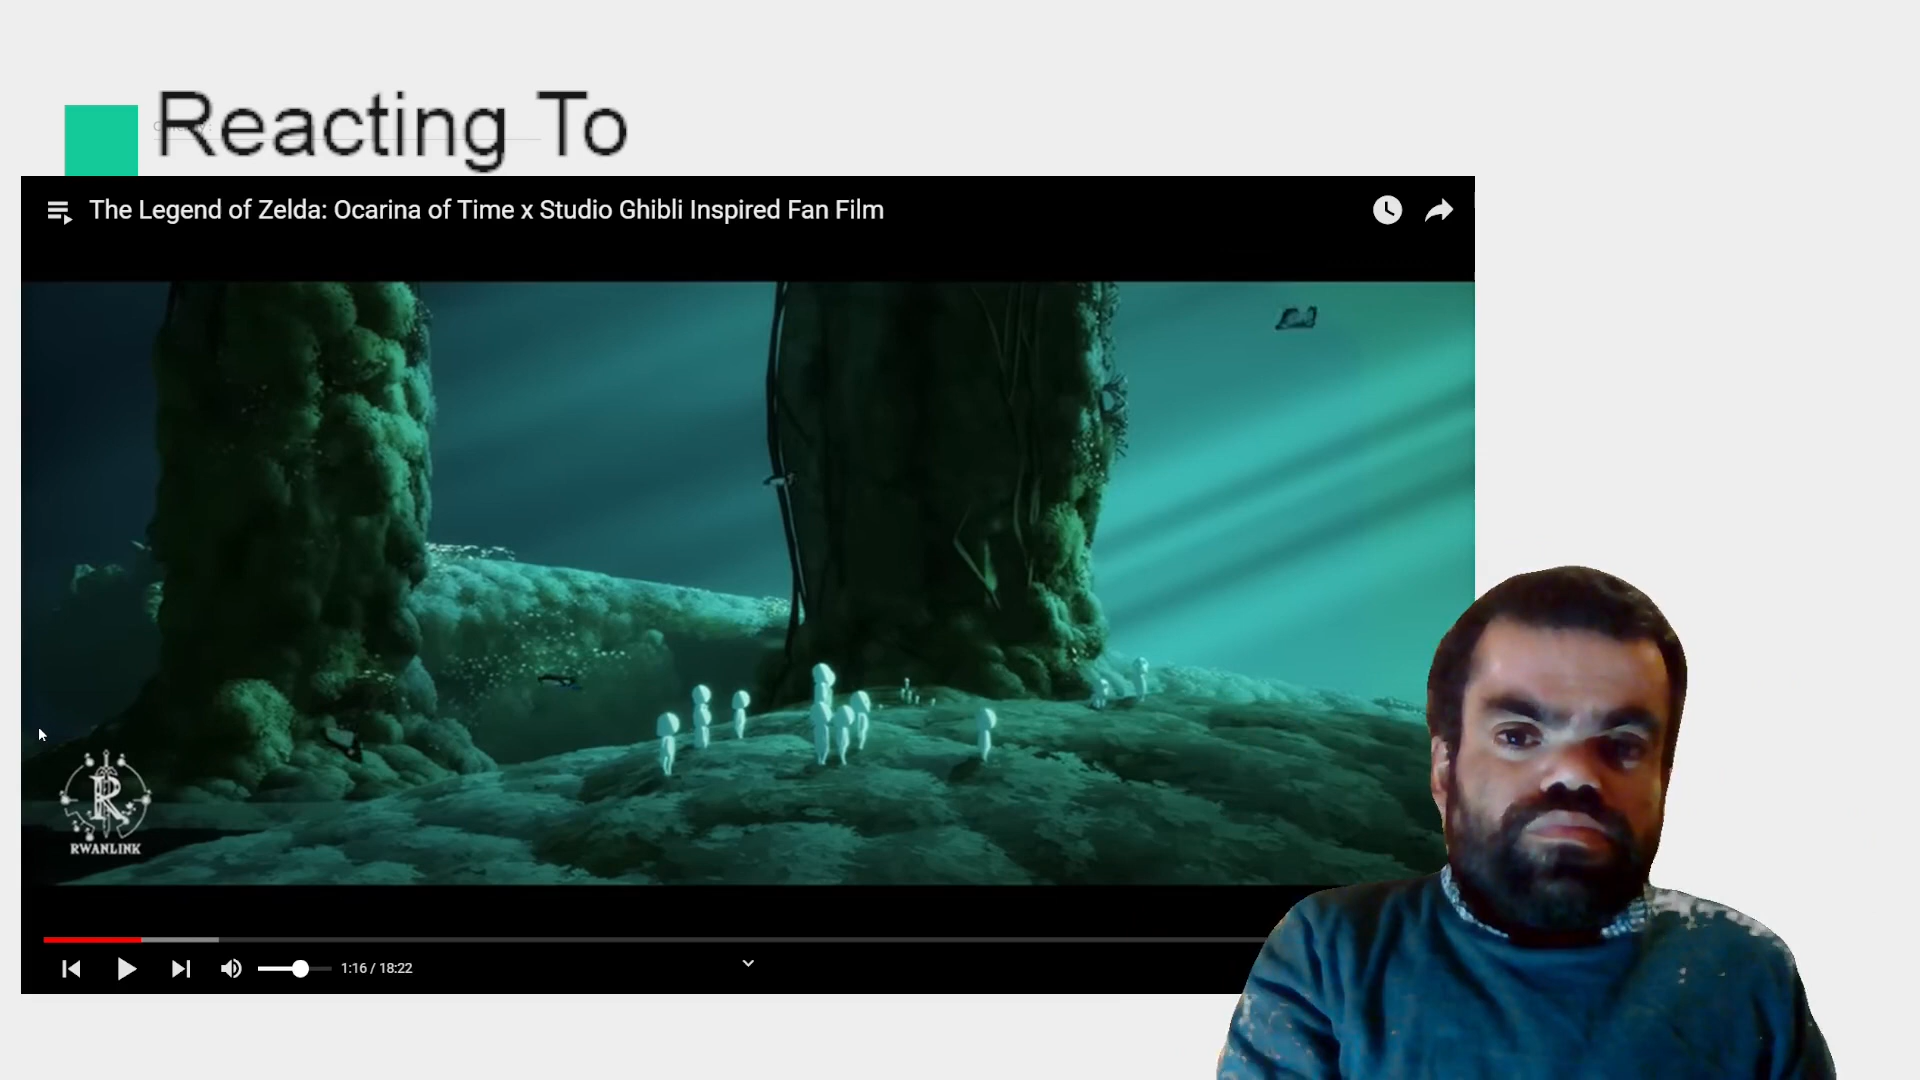 Reacting To
The Legend of Zelda: Ocarina of Time x Studio Ghibli Inspired Fan Film
R
RWANLINK
1:16 / 18:22